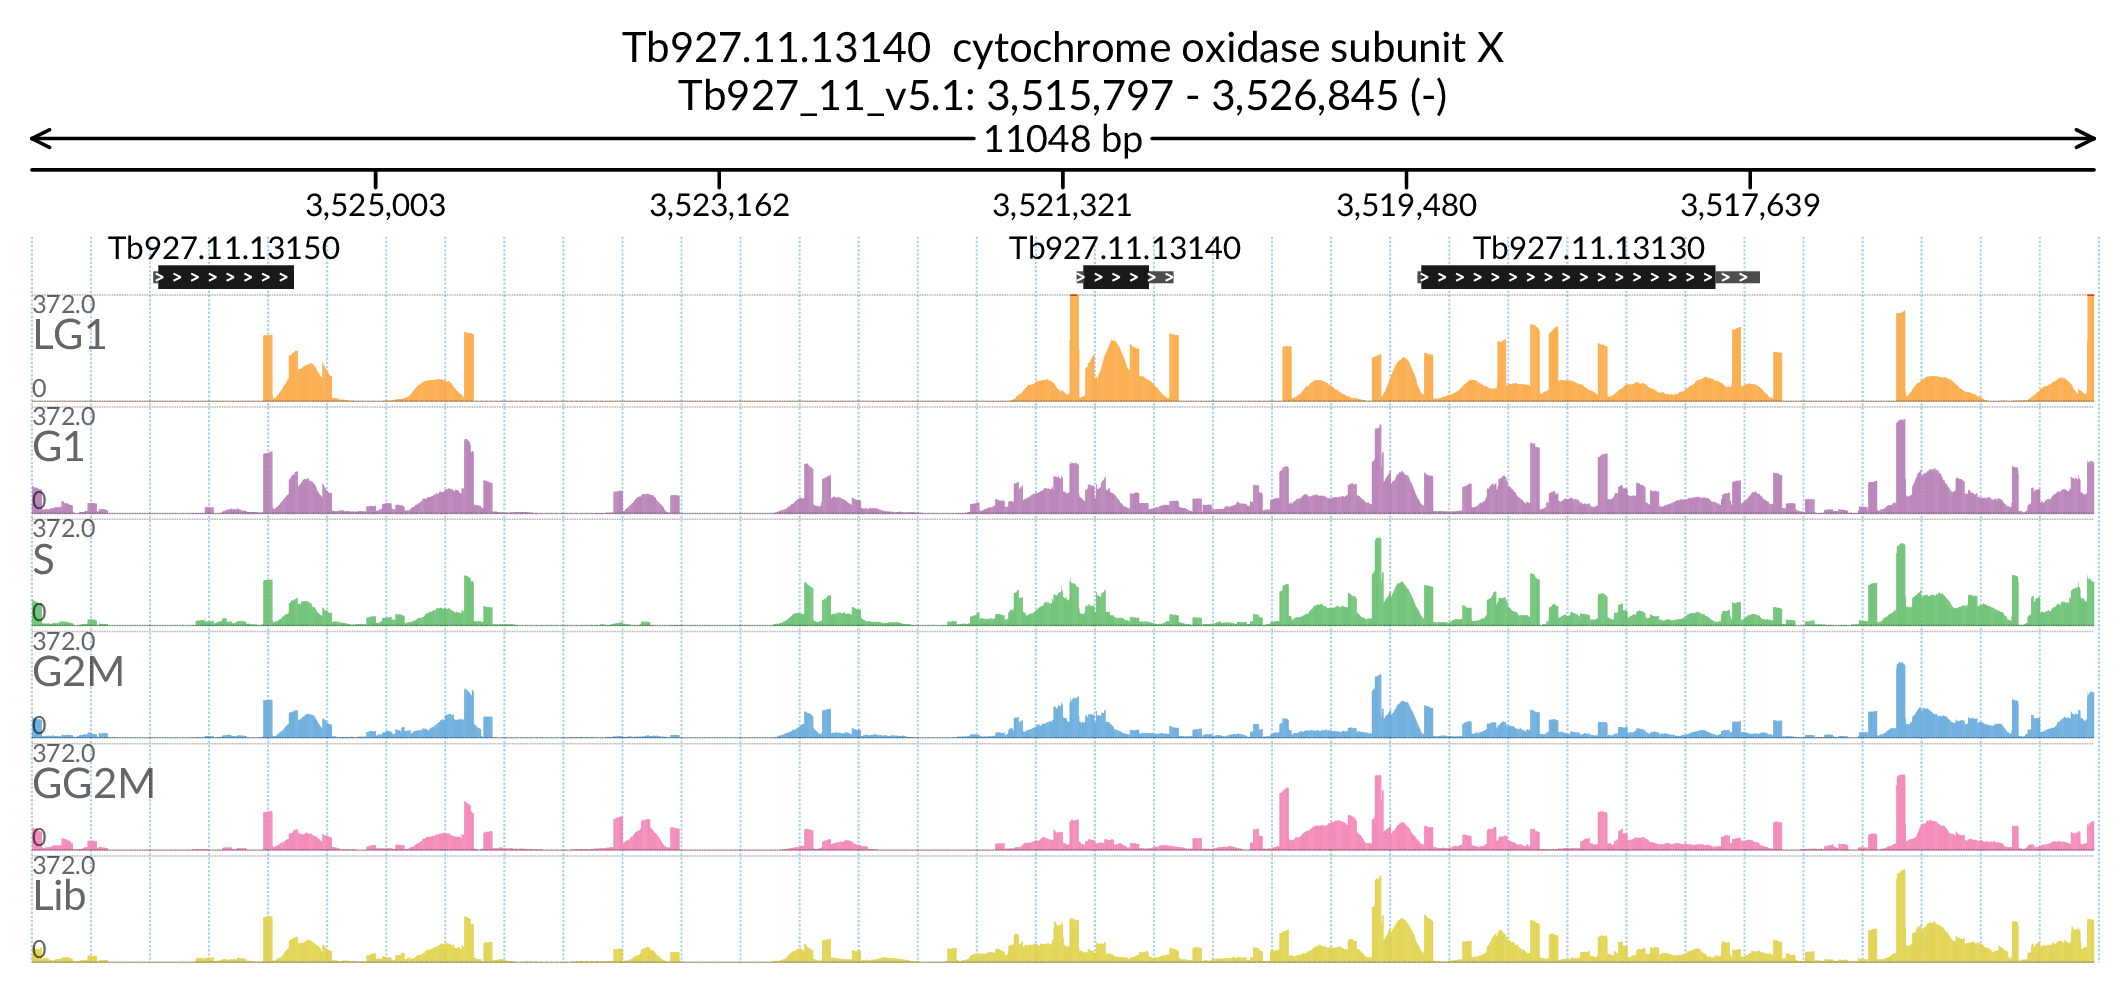 Tb927.11.13140  cytochrome oxidase subunit X
Tb927_11_v5.1: 3,515,797 - 3,526,845 (-)
11048 bp
3,525,003 3,523,162 3,521,321 3,519,480 3,517,639
Tb927.11.13150 Tb927.11.13140 Tb927.11.13130
372.0
LG1
0
372.0
G1
0
372.0
S
0
372.0
G2M
0
372.0
GG2M
0
372.0
Lib
0